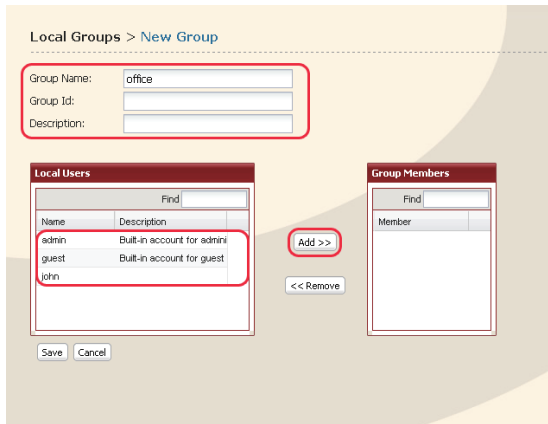 Local Groups > New Group
Group Name: office
Group Id:
Description:
Local Users
Find
Name Description
admin Built-in account for admini
guest Built-in account for guest
john
Add >>
<< Remove
Group Members
Find
Member
Save Cancel